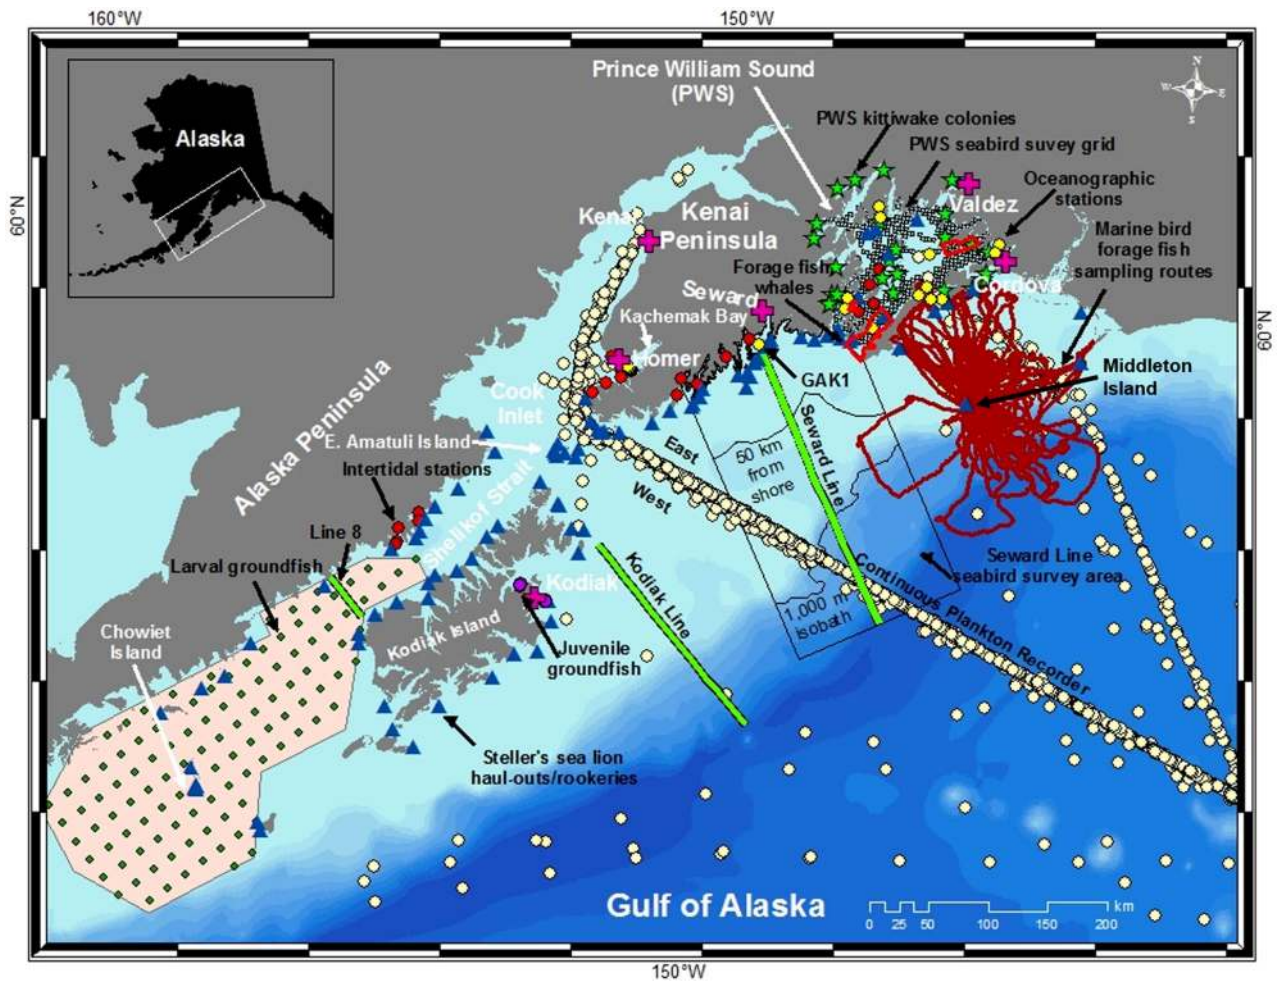 160°W
150°W
N
W
E
S
Alaska
Prince William Sound
(PWS)
PWS kittiwake colonies
PWS seabird suvey grid
Oceanographic
stations
Valdez
Marine bird
forage fish
sampling routes
60°N
Kenai
Kenai
Peninsula
Forage fish
whales
Cordova
Seward
Kachemak Bay
60°N
Homer
GAK1
Middleton
Island
Cook
Inlet
Alaska Peninsula
E. Amatuli Island
Intertidal stations
East
West
50 km
from
shore
Seward Line
Shelikof Strait
Line 8
Larval groundfish
Kodiak
Kodiak Line
Continuous Plankton Recorder
Seward Line
seabird survey area
1,000 m
isobath
Chowiet
Island
Kodiak Island
Juvenile
groundfish
Steller's sea lion
haul-outs/rookeries
Gulf of Alaska
km
0 25 50 100 150 200
150°W